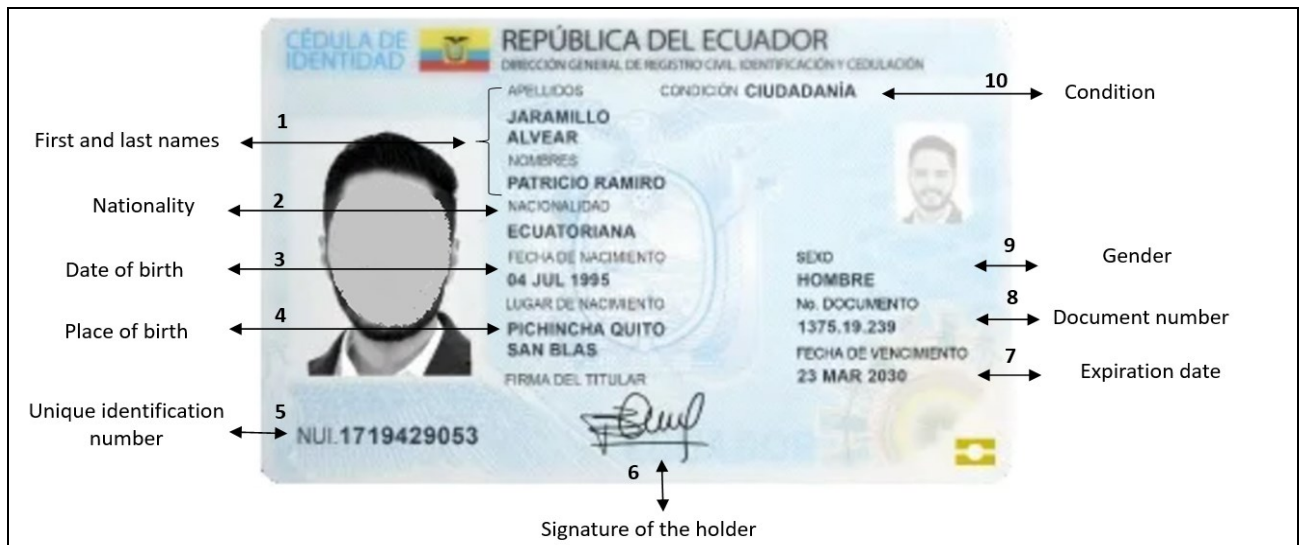 CÉDULA DE
IDENTIDAD
REPÚBLICA DEL ECUADOR
DIRECCIÓN GENERAL DE REGISTRO CIVIL, IDENTIFICACIÓN Y CEDULACIÓN
APELLIDOS
CONDICIÓN CIUDADANÍA
10
Condition
First and last names
1
JARAMILLO
ALVEAR
NOMBRES
PATRICIO RAMIRO
Nationality
2
NACIONALIDAD
ECUATORIANA
Date of birth
3
FECHA DE NACIMIENTO
04 JUL 1995
SEXO
HOMBRE
9
Gender
Place of birth
4
LUGAR DE NACIMIENTO
PICHINCHA QUITO
SAN BLAS
No. DOCUMENTO
1375.19.239
8
Document number
FECHA DE VENCIMIENTO
23 MAR 2030
7
Expiration date
FIRMA DEL TITULAR
Unique identification
number
5
NUI.1719429053
6
Signature of the holder